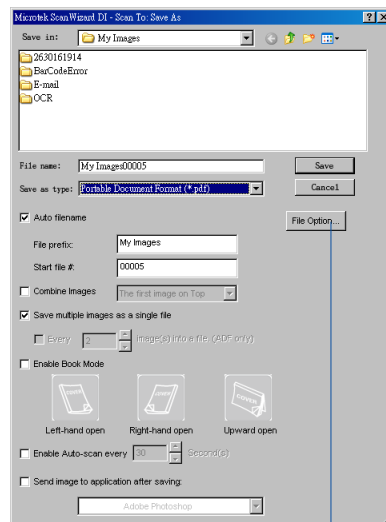 Microtek ScanWizard DI - Scan To: Save As
Save in: My Images
2630161914
BarCodeError
E-mail
OCR
File name: My Images00005 Save
Save as type: Portable Document Format (*.pdf) Cancel
Auto filename File Option...
File prefix: My Images
Start file #: 00005
Combine Images The first image on Top
Save multiple images as a single file
Every 2 image(s) into a file. (ADF only)
Enable Book Mode
COVER COVER COVER
Left-hand open Right-hand open Upward open
Enable Auto-scan every 30 Second(s)
Send image to application after saving:
Adobe Photoshop